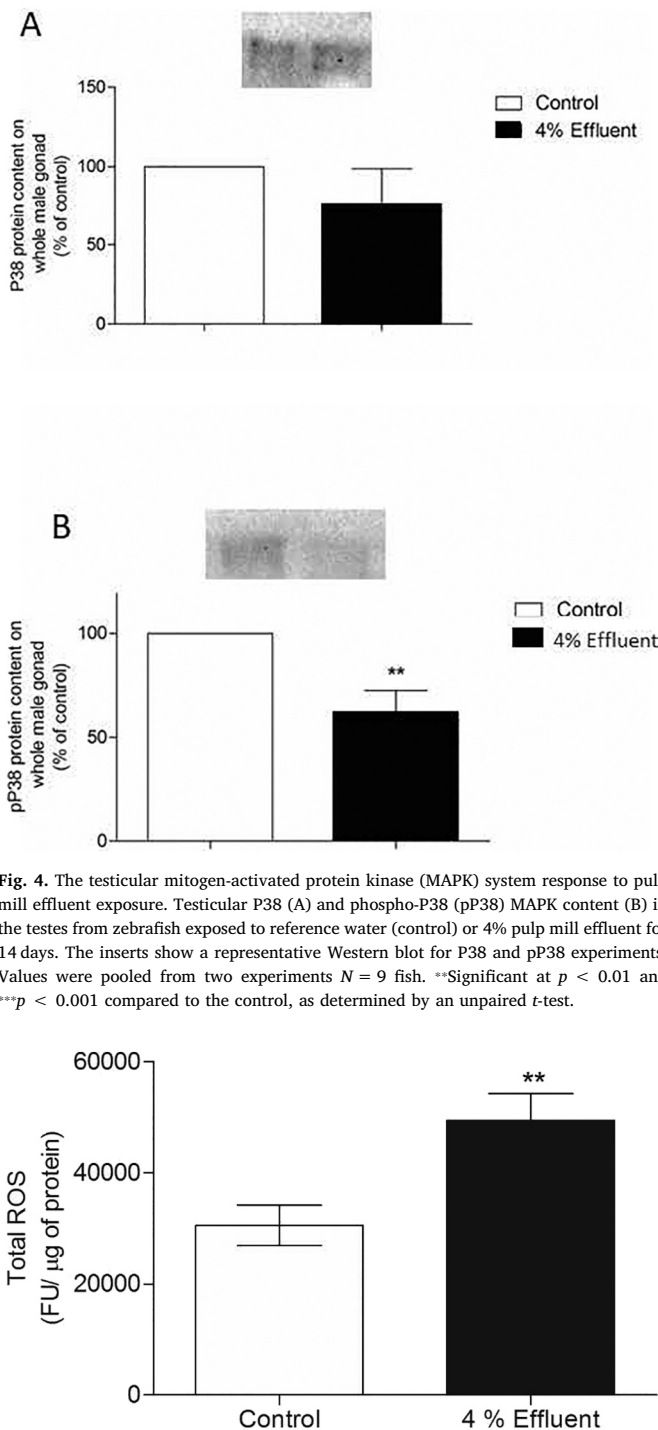 A
150
100
50
0
P38 protein content on
whole male gonad
(% of control)
Control
4% Effluent
B
100
50
0
pP38 protein content on
whole male gonad
(% of control)
**
Control
4% Effluent
Fig. 4. The testicular mitogen-activated protein kinase (MAPK) system response to pul
mill effluent exposure. Testicular P38 (A) and phospho-P38 (pP38) MAPK content (B) i
the testes from zebrafish exposed to reference water (control) or 4% pulp mill effluent fo
14 days. The inserts show a representative Western blot for P38 and pP38 experiments
Values were pooled from two experiments N = 9 fish. **Significant at p < 0.01 an
***p < 0.001 compared to the control, as determined by an unpaired t-test.
60000
40000
20000
0
Total ROS
(FU/ µg of protein)
**
Control
4 % Effluent